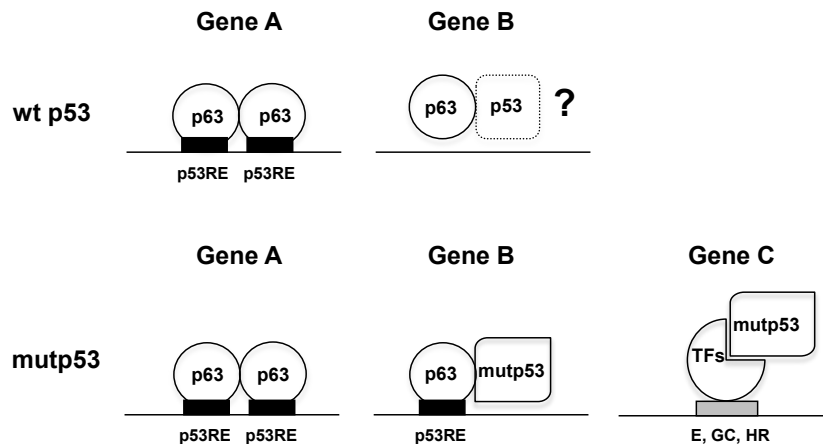 Gene A Gene B
wt p53
p63 p63 p63 p53 ?
p53RE p53RE
Gene A Gene B Gene C
mutp53
p63 p63 p63 mutp53 TFs mutp53
p53RE p53RE p53RE E, GC, HR